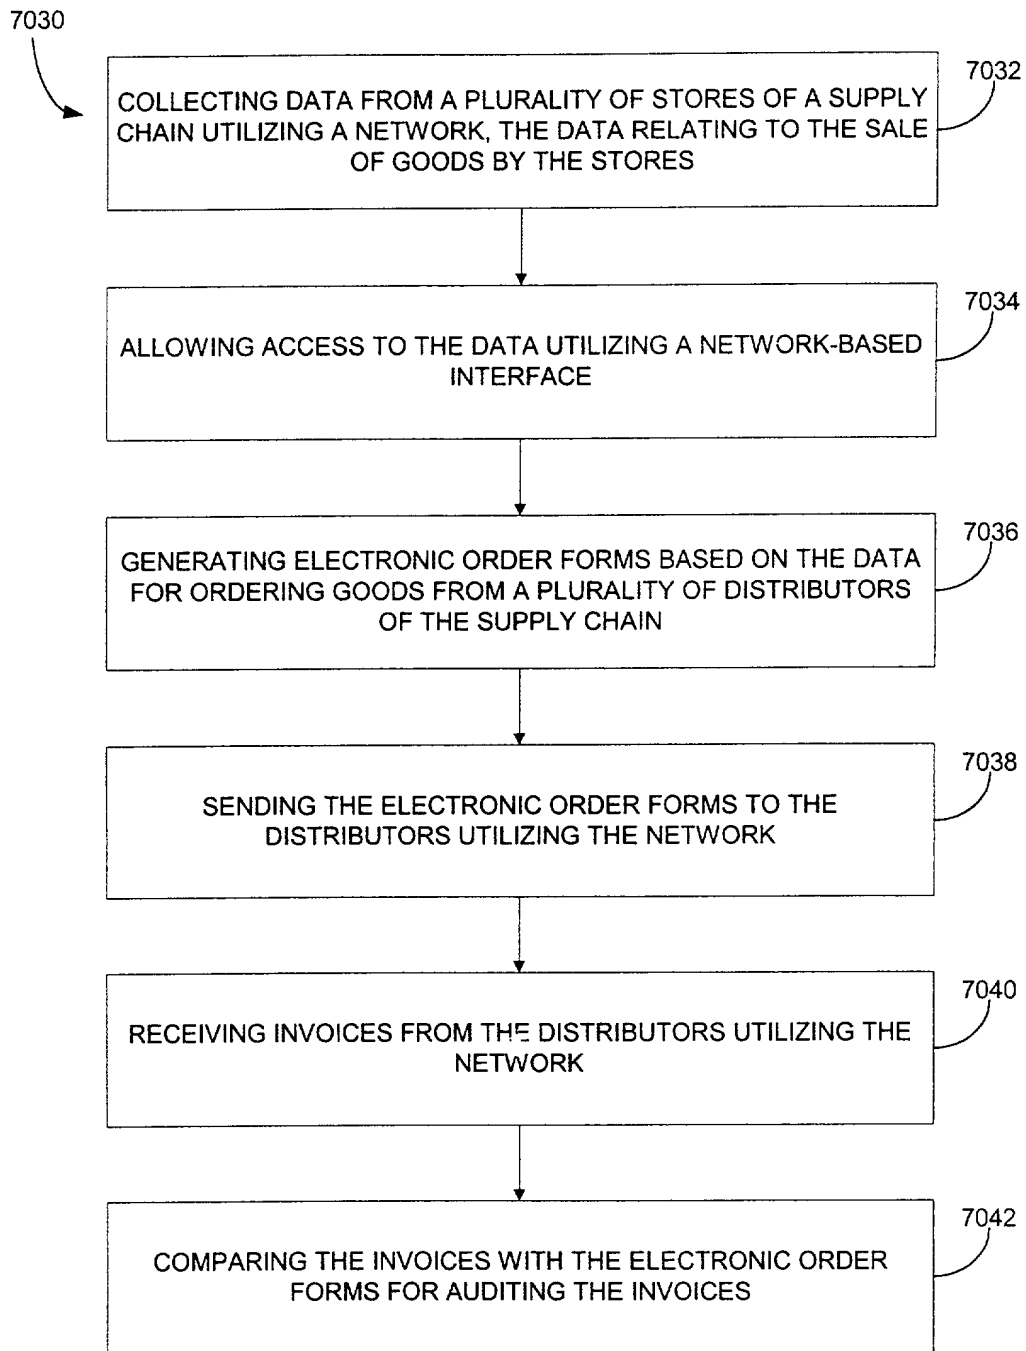 7030
7032
COLLECTING DATA FROM A PLURALITY OF STORES OF A SUPPLY
CHAIN UTILIZING A NETWORK, THE DATA RELATING TO THE SALE
OF GOODS BY THE STORES
7034
ALLOWING ACCESS TO THE DATA UTILIZING A NETWORK-BASED
INTERFACE
7036
GENERATING ELECTRONIC ORDER FORMS BASED ON THE DATA
FOR ORDERING GOODS FROM A PLURALITY OF DISTRIBUTORS
OF THE SUPPLY CHAIN
7038
SENDING THE ELECTRONIC ORDER FORMS TO THE
DISTRIBUTORS UTILIZING THE NETWORK
7040
RECEIVING INVOICES FROM THE DISTRIBUTORS UTILIZING THE
NETWORK
7042
COMPARING THE INVOICES WITH THE ELECTRONIC ORDER
FORMS FOR AUDITING THE INVOICES